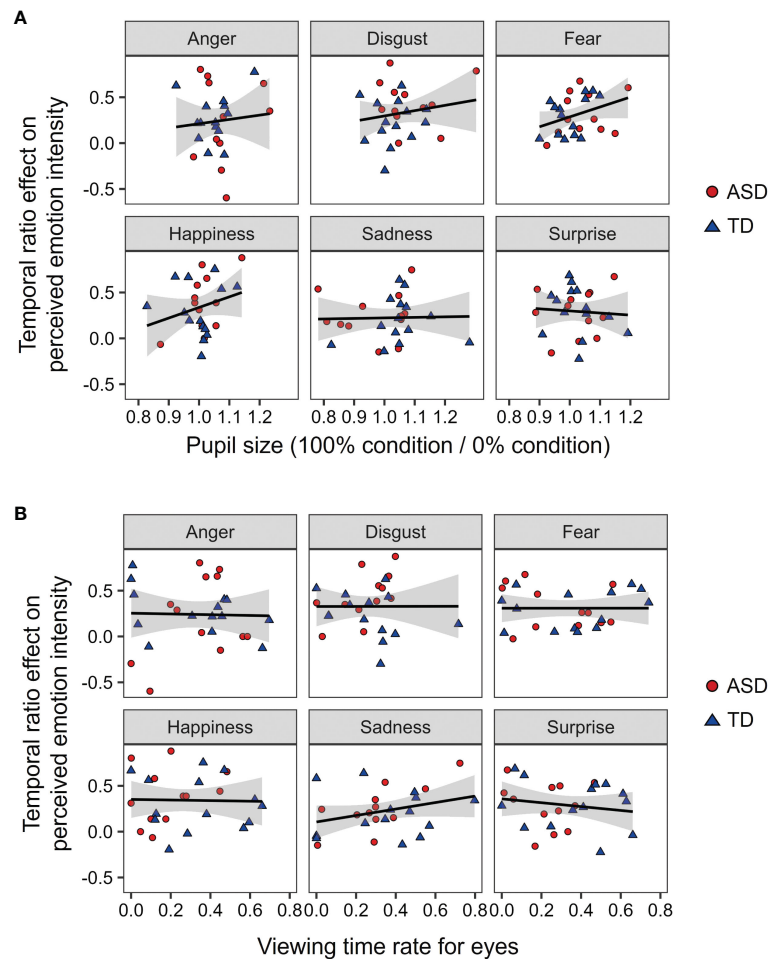 A
Anger Disgust Fear
0.5
0.0
-0.5
Happiness Sadness Surprise
0.5
0.0
-0.5
Temporal ratio effect on
perceived emotion intensity
0.8 0.9 1.0 1.1 1.2 0.8 0.9 1.0 1.1 1.2 0.8 0.9 1.0 1.1 1.2
Pupil size (100% condition / 0% condition)
ASD
TD
B
Anger Disgust Fear
0.5
0.0
-0.5
Happiness Sadness Surprise
0.5
0.0
-0.5
Temporal ratio effect on
perceived emotion intensity
0.0 0.2 0.4 0.6 0.8 0.0 0.2 0.4 0.6 0.8 0.0 0.2 0.4 0.6 0.8
Viewing time rate for eyes
ASD
TD